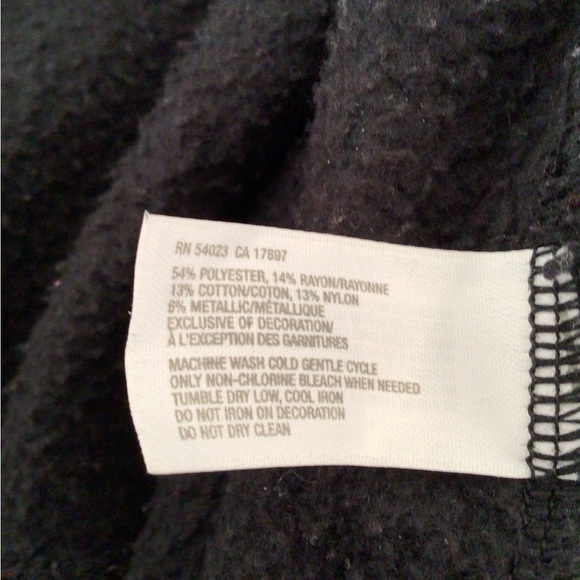 RN 54023 CA 17897
54% POLYESTER, 14% RAYON/RAYONNE
13% COTTON/COTON, 13% NYLON
6% METALLIC/MÉTALLIQUE
EXCLUSIVE OF DECORATION/
À L'EXCEPTION DES GARNITURES
MACHINE WASH COLD GENTLE CYCLE
ONLY NON-CHLORINE BLEACH WHEN NEEDED
TUMBLE DRY LOW, COOL IRON
DO NOT IRON ON DECORATION
DO NOT DRY CLEAN